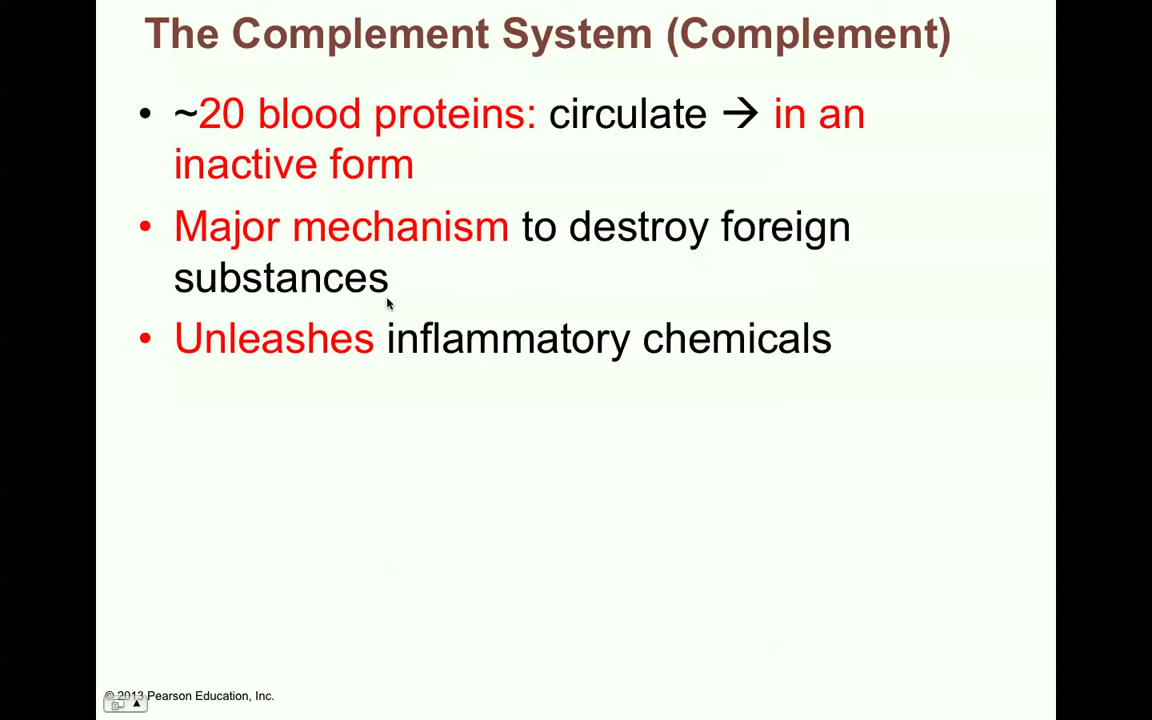 The Complement System (Complement)
• ~20 blood proteins: circulate → in an
inactive form
• Major mechanism to destroy foreign
substances
• Unleashes inflammatory chemicals
© 2013 Pearson Education, Inc.